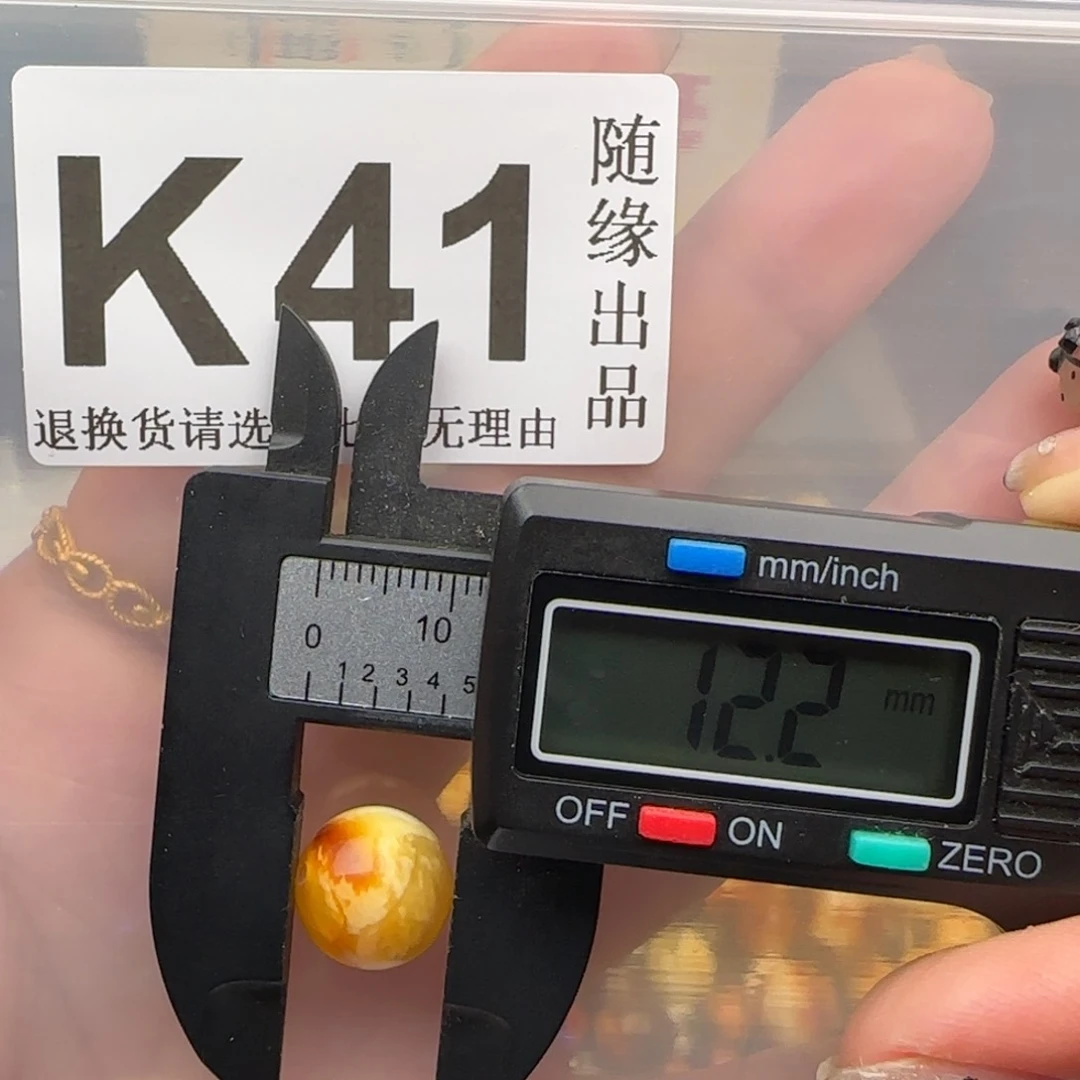 K41
随缘出品
退换货请选 无理由
mm/inch
0 10
1 2 3 4 5
12.2 mm
OFF ON ZERO